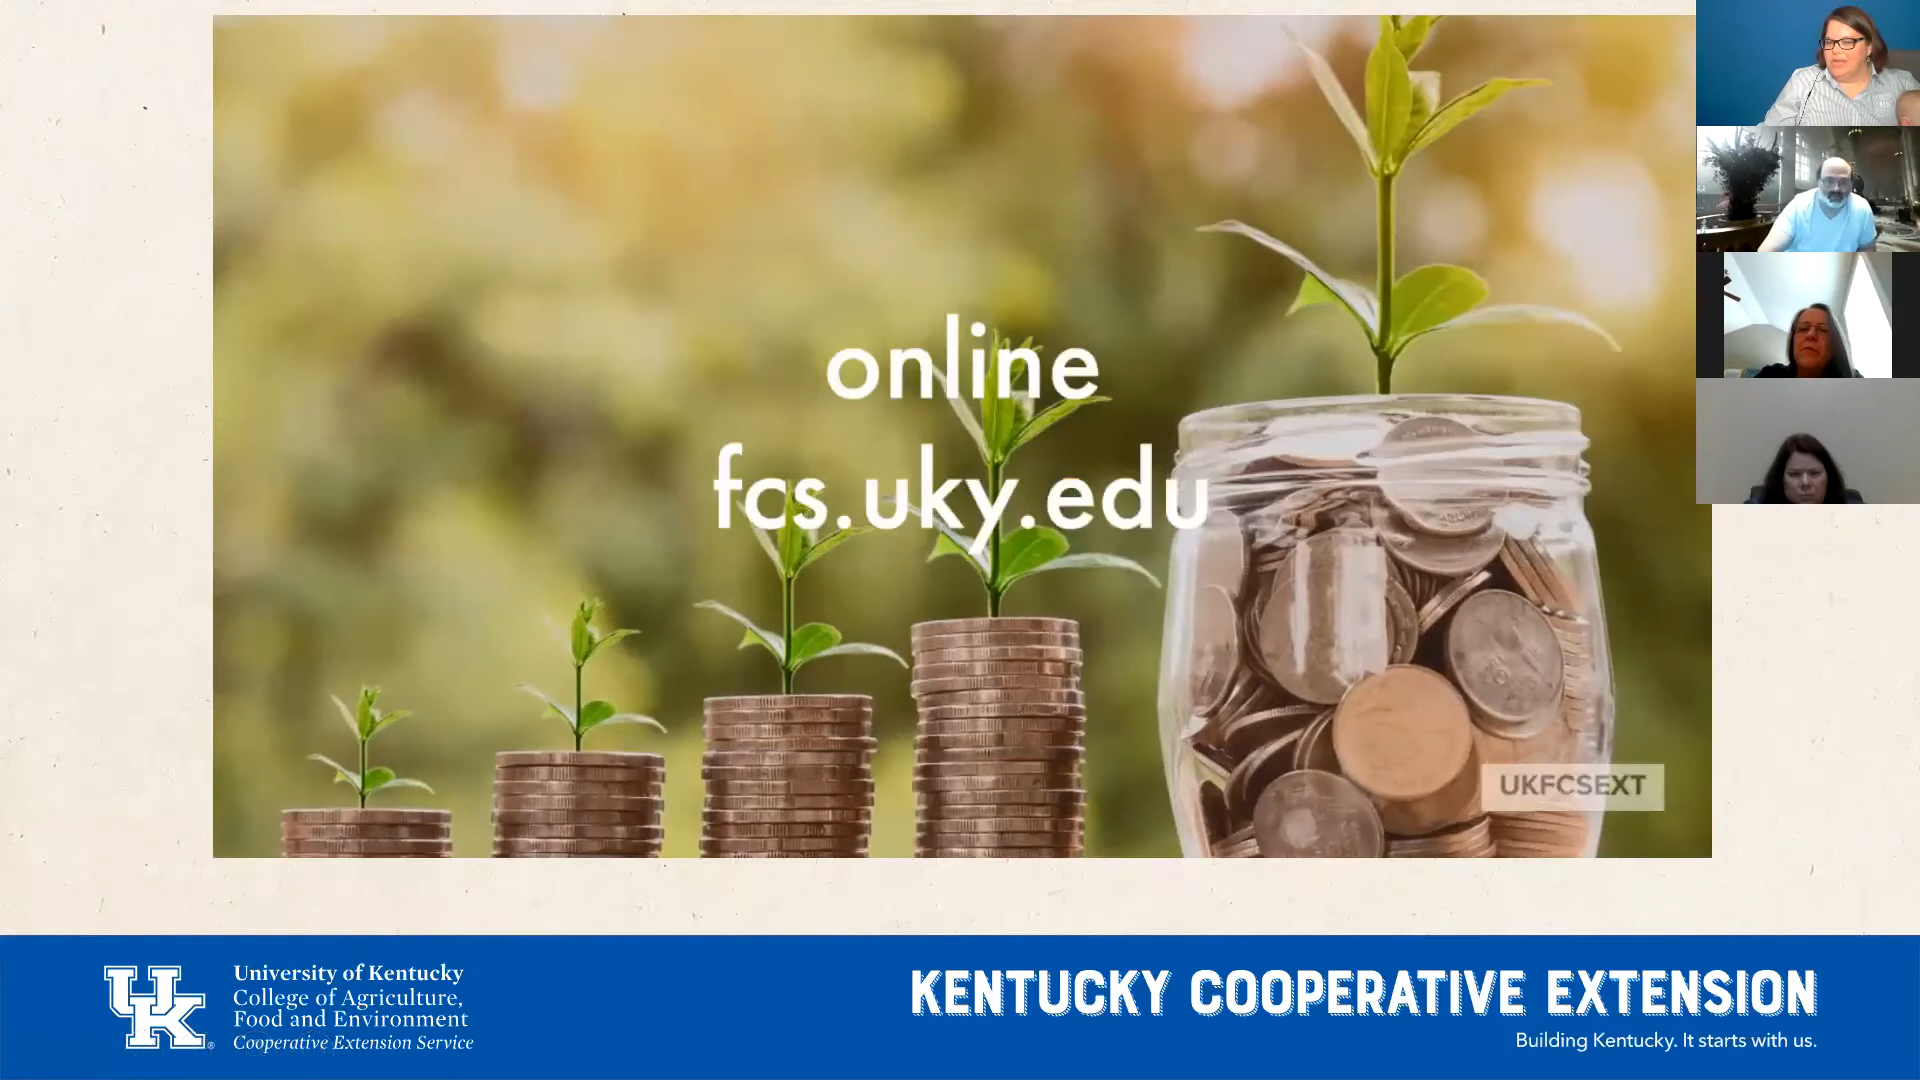 online
fcs.uky.edu
UKFCSEXT
UK®
University of Kentucky
College of Agriculture,
Food and Environment
Cooperative Extension Service
KENTUCKY COOPERATIVE EXTENSION
Building Kentucky. It starts with us.